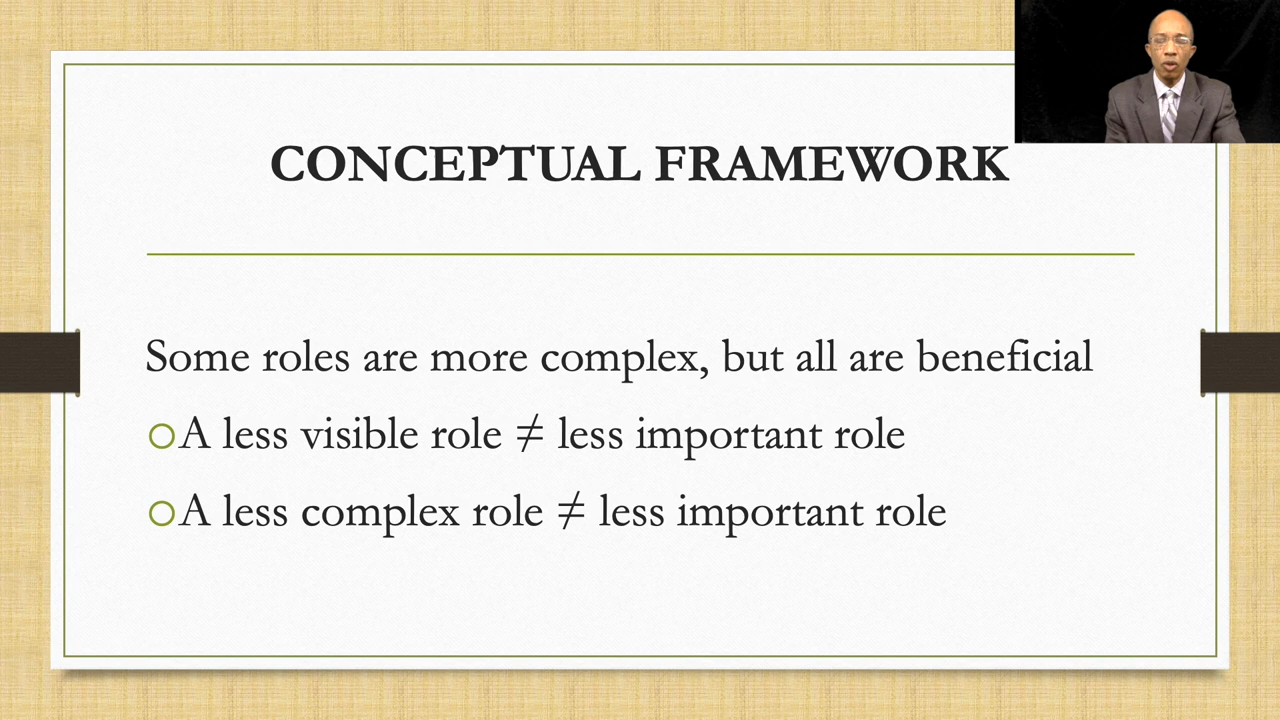 CONCEPTUAL FRAMEWORK
Some roles are more complex, but all are beneficial
A less visible role ≠ less important role
A less complex role ≠ less important role